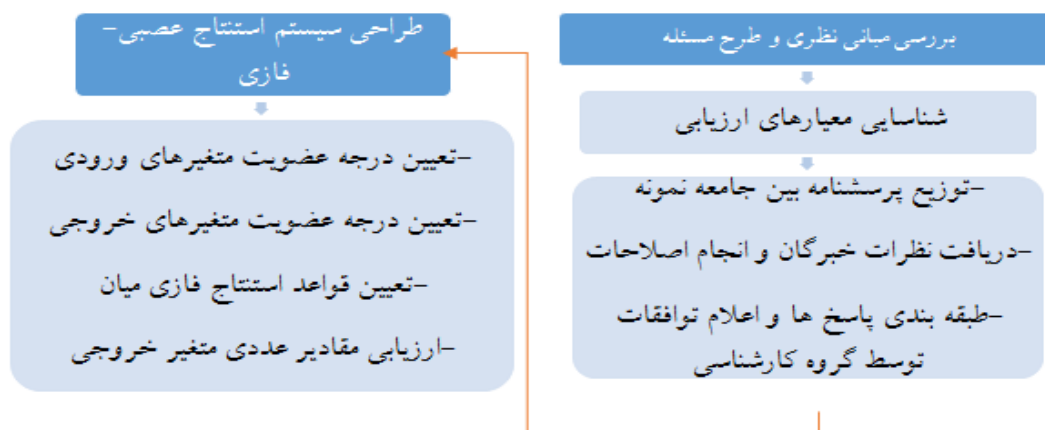 بررسی مبانی نظری و طرح مسئله
شناسایی معیارهای ارزیابی
-توزیع پرسشنامه بین جامعه نمونه
-دریافت نظرات خبرگان و انجام اصلاحات
-طبقه بندی پاسخ ها و اعلام توافقات
توسط گروه کارشناسی
طراحی سیستم استنتاج عصبی-
فازی
-تعیین درجه عضویت متغیرهای ورودی
-تعیین درجه عضویت متغیرهای خروجی
-تعیین قواعد استنتاج فازی میان
-ارزیابی مقادیر عددی متغیر خروجی